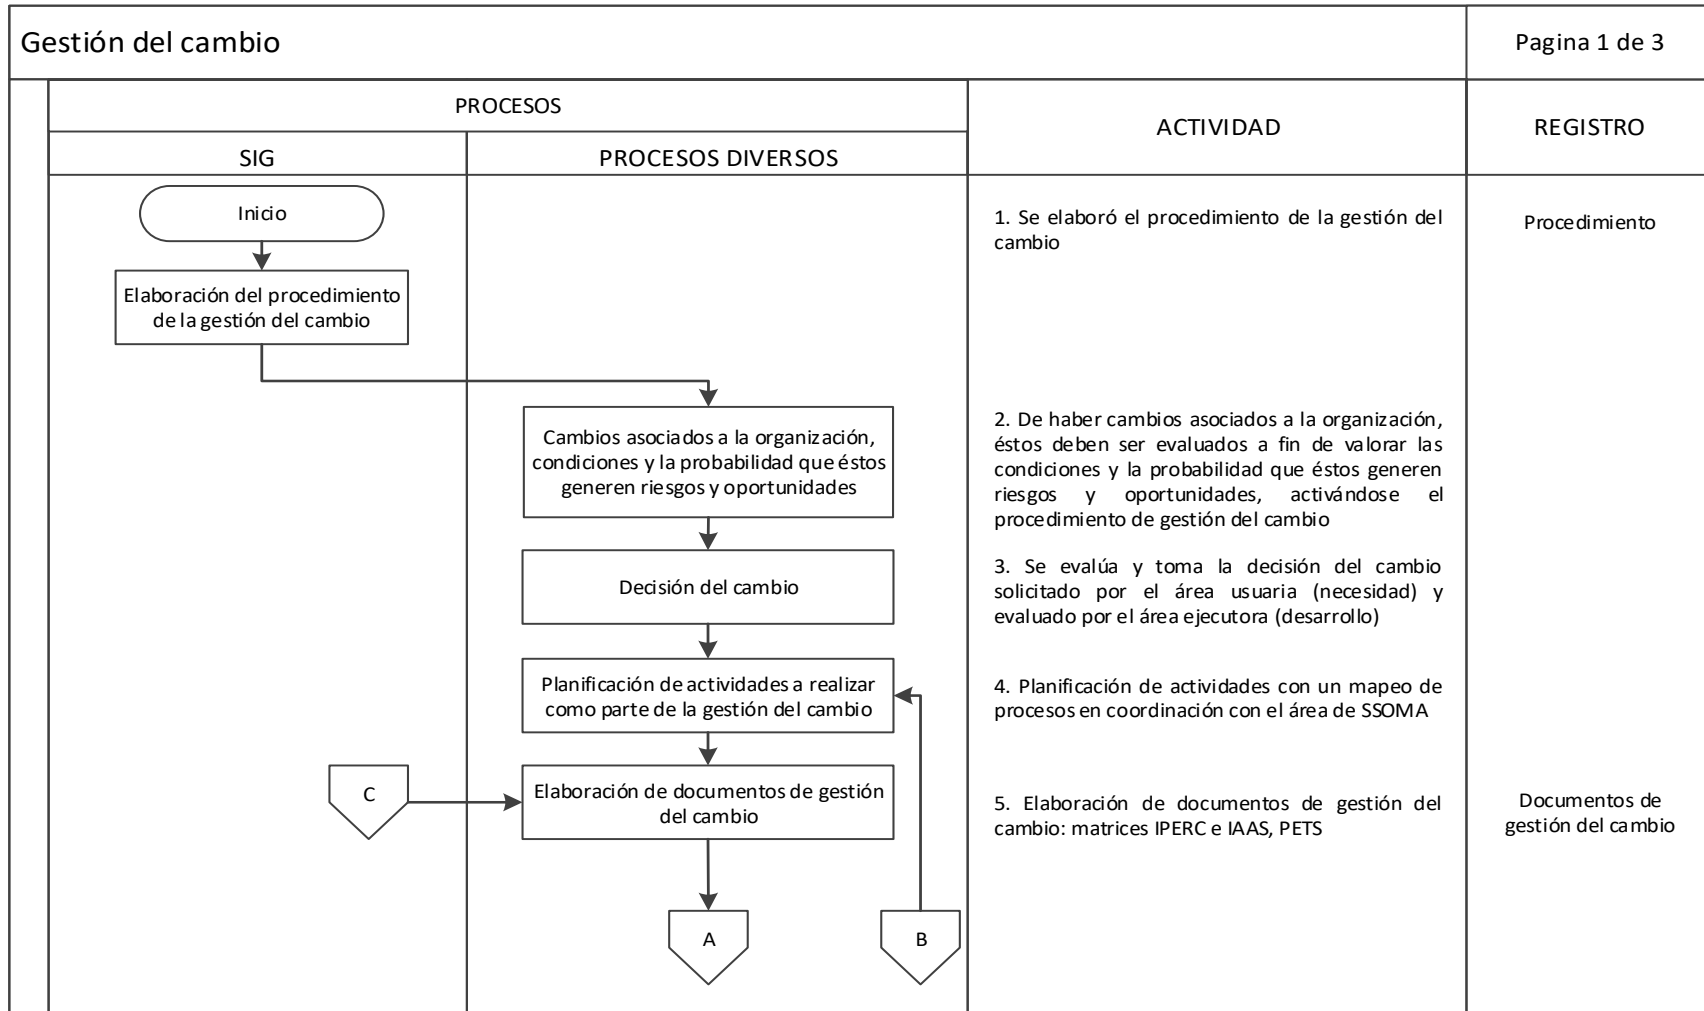 Gestión del cambio
Pagina 1 de 3
PROCESOS
ACTIVIDAD
REGISTRO
SIG
PROCESOS DIVERSOS
Inicio
1. Se elaboró el procedimiento de la gestión del
cambio
Procedimiento
Elaboración del procedimiento
de la gestión del cambio
Cambios asociados a la organización,
condiciones y la probabilidad que éstos
generen riesgos y oportunidades
2. De haber cambios asociados a la organización,
éstos deben ser evaluados a fin de valorar las
condiciones y la probabilidad que éstos generen
riesgos y oportunidades, activándose el
procedimiento de gestión del cambio
Decisión del cambio
3. Se evalúa y toma la decisión del cambio
solicitado por el área usuaria (necesidad) y
evaluado por el área ejecutora (desarrollo)
Planificación de actividades a realizar
como parte de la gestión del cambio
4. Planificación de actividades con un mapeo de
procesos en coordinación con el área de SSOMA
C
Elaboración de documentos de gestión
del cambio
5. Elaboración de documentos de gestión del
cambio: matrices IPERC e IAAS, PETS
Documentos de
gestión del cambio
A
B